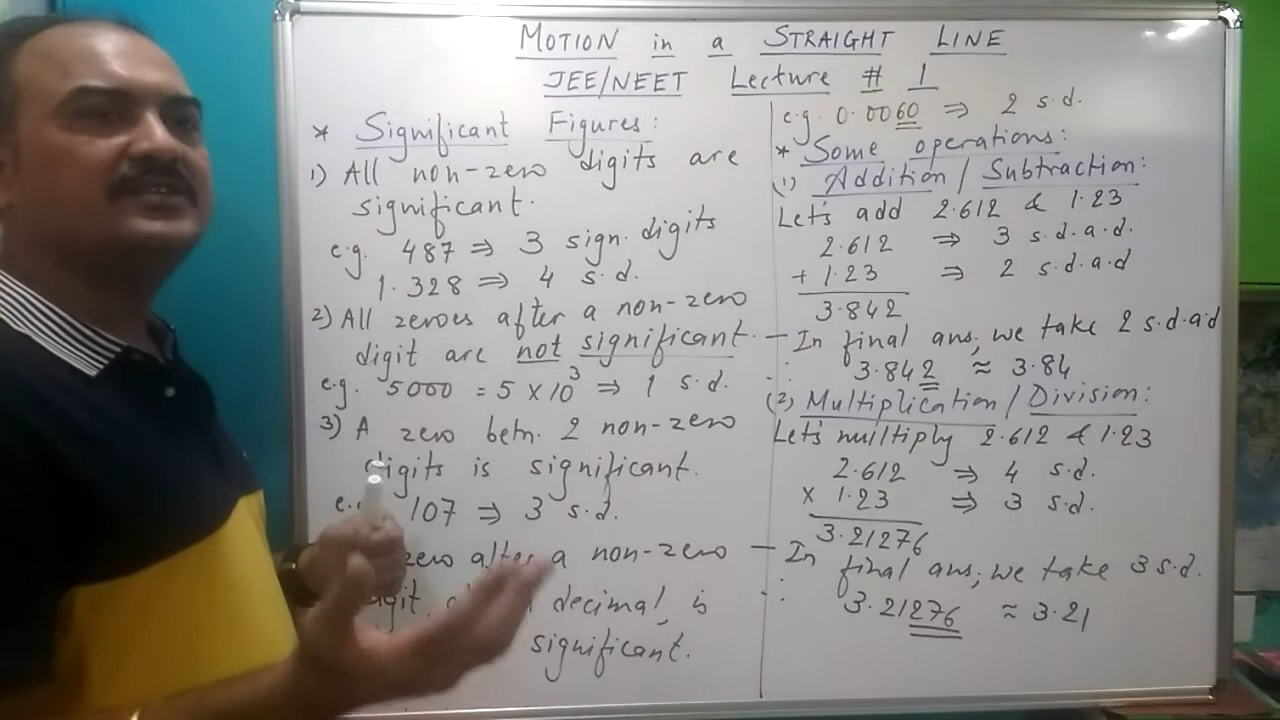 MOTION in a STRAIGHT LINE
JEE/NEET Lecture # 1
* Significant Figures:
1) All non-zero digits are
significant.
e.g. 487 ⇒ 3 sign. digits
1.328 ⇒ 4 s.d.
2) All zeroes after a non-zero
digit are not significant.
e.g. 5000 = 5 × 10³ ⇒ 1 s.d.
3) A zero betn. 2 non-zero
digits is significant.
107 ⇒ 3 s.d.
zero after a non-zero
decimal, is
significant.
e.g. 0.0060 ⇒ 2 s.d.
* Some operations:
(1) Addition / Subtraction:
Let's add 2.612 & 1.23
2.612 ⇒ 3 s.d.a.d.
+ 1.23 ⇒ 2 s.d.a.d
3.842
- In final ans, we take 2 s.d.a.d
∴ 3.842 ≈ 3.84
(2) Multiplication / Division:
Let's multiply 2.612 & 1.23
2.612 ⇒ 4 s.d.
× 1.23 ⇒ 3 s.d.
3.21276
- In final ans, we take 3 s.d.
∴ 3.21276 ≈ 3.21